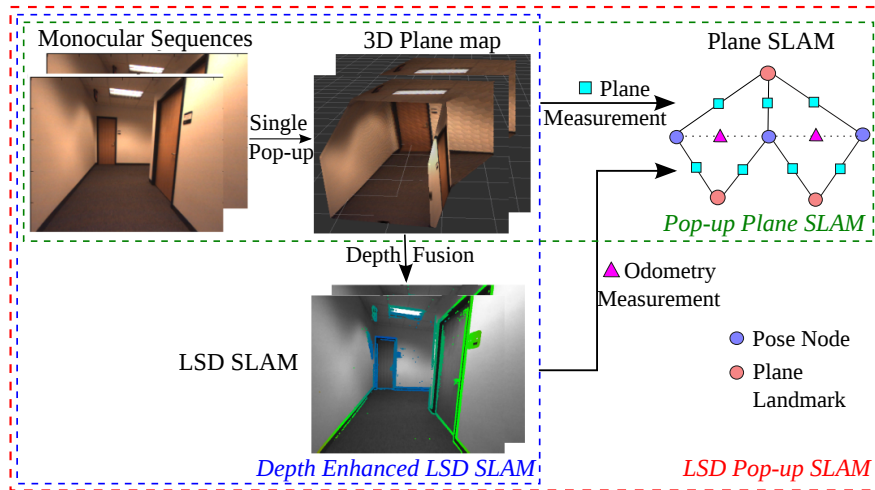 Monocular Sequences
3D Plane map
Plane SLAM
Single
Pop-up
Plane
Measurement
Pop-up Plane SLAM
Depth Fusion
Odometry
Measurement
LSD SLAM
Pose Node
Plane
Landmark
Depth Enhanced LSD SLAM
LSD Pop-up SLAM